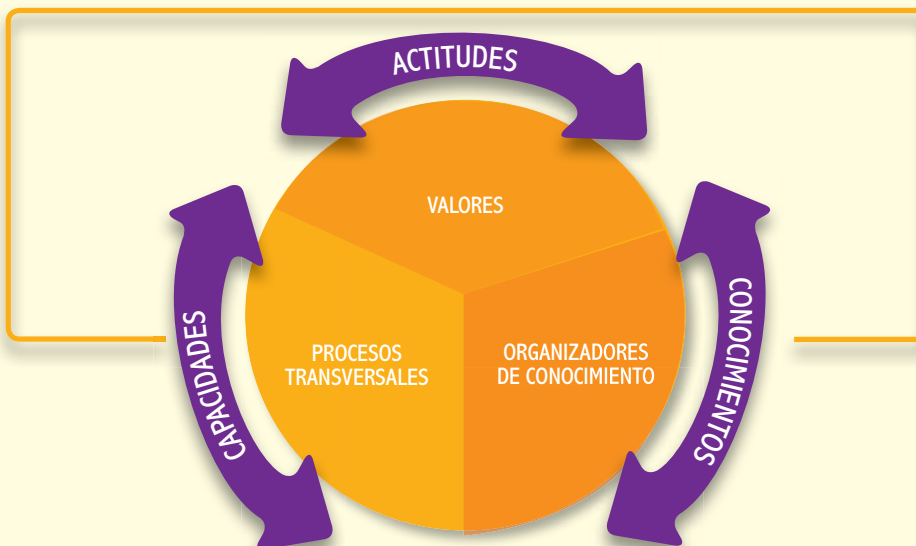 ACTITUDES
VALORES
CAPACIDADES
PROCESOS
TRANSVERSALES
ORGANIZADORES
DE CONOCIMIENTO
CONOCIMIENTOS